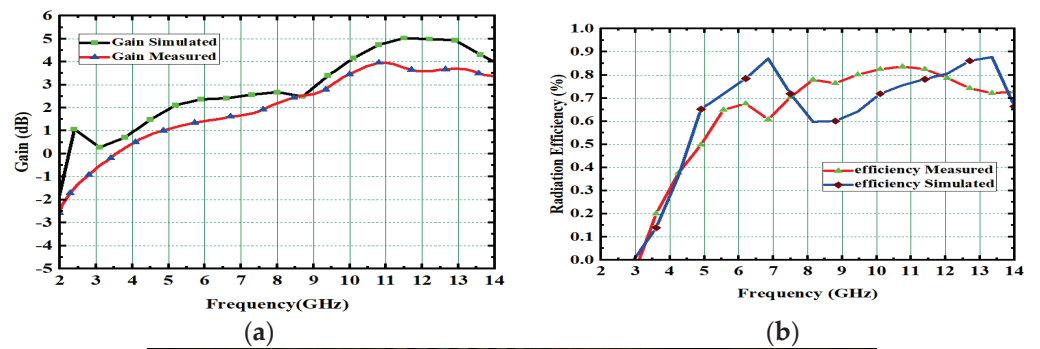 Gain (dB)
5
4
3
2
1
0
−1
−2
−3
−4
−5
Gain Simulated
Gain Measured
2 3 4 5 6 7 8 9 10 11 12 13 14
Frequency(GHz)
(a)
Radiation Efficiency (%)
1.0
0.9
0.8
0.7
0.6
0.5
0.4
0.3
0.2
0.1
0.0
efficiency Measured
efficiency Simulated
2 3 4 5 6 7 8 9 10 11 12 13 14
Frequency (GHz)
(b)